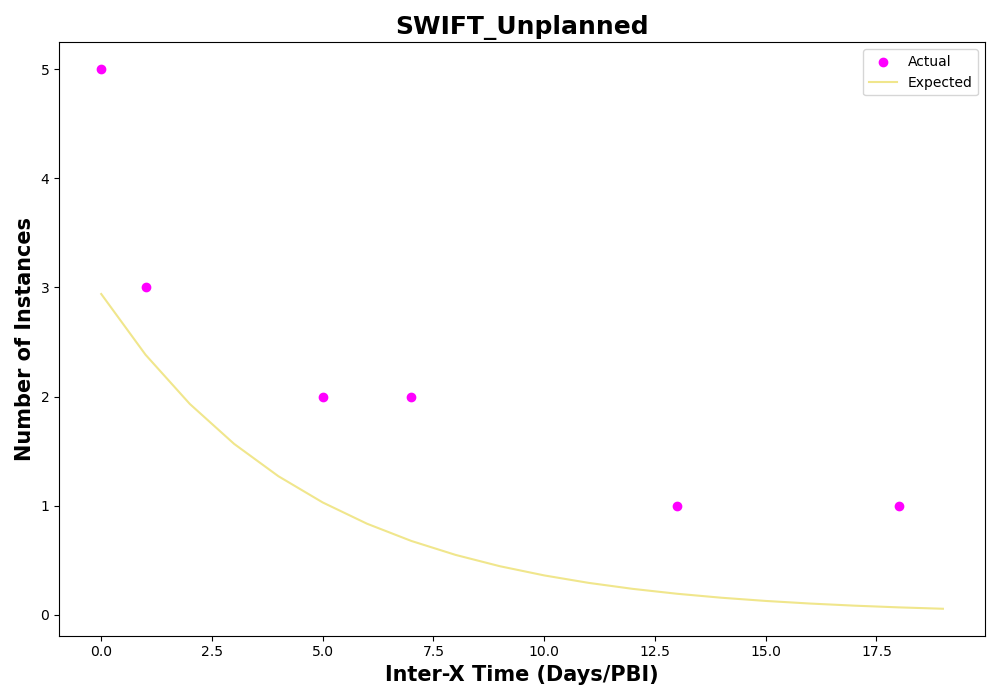 SWIFT_Unplanned
Actual
Expected
Number of Instances
5
4
3
2
1
0
0.0 2.5 5.0 7.5 10.0 12.5 15.0 17.5
Inter-X Time (Days/PBI)